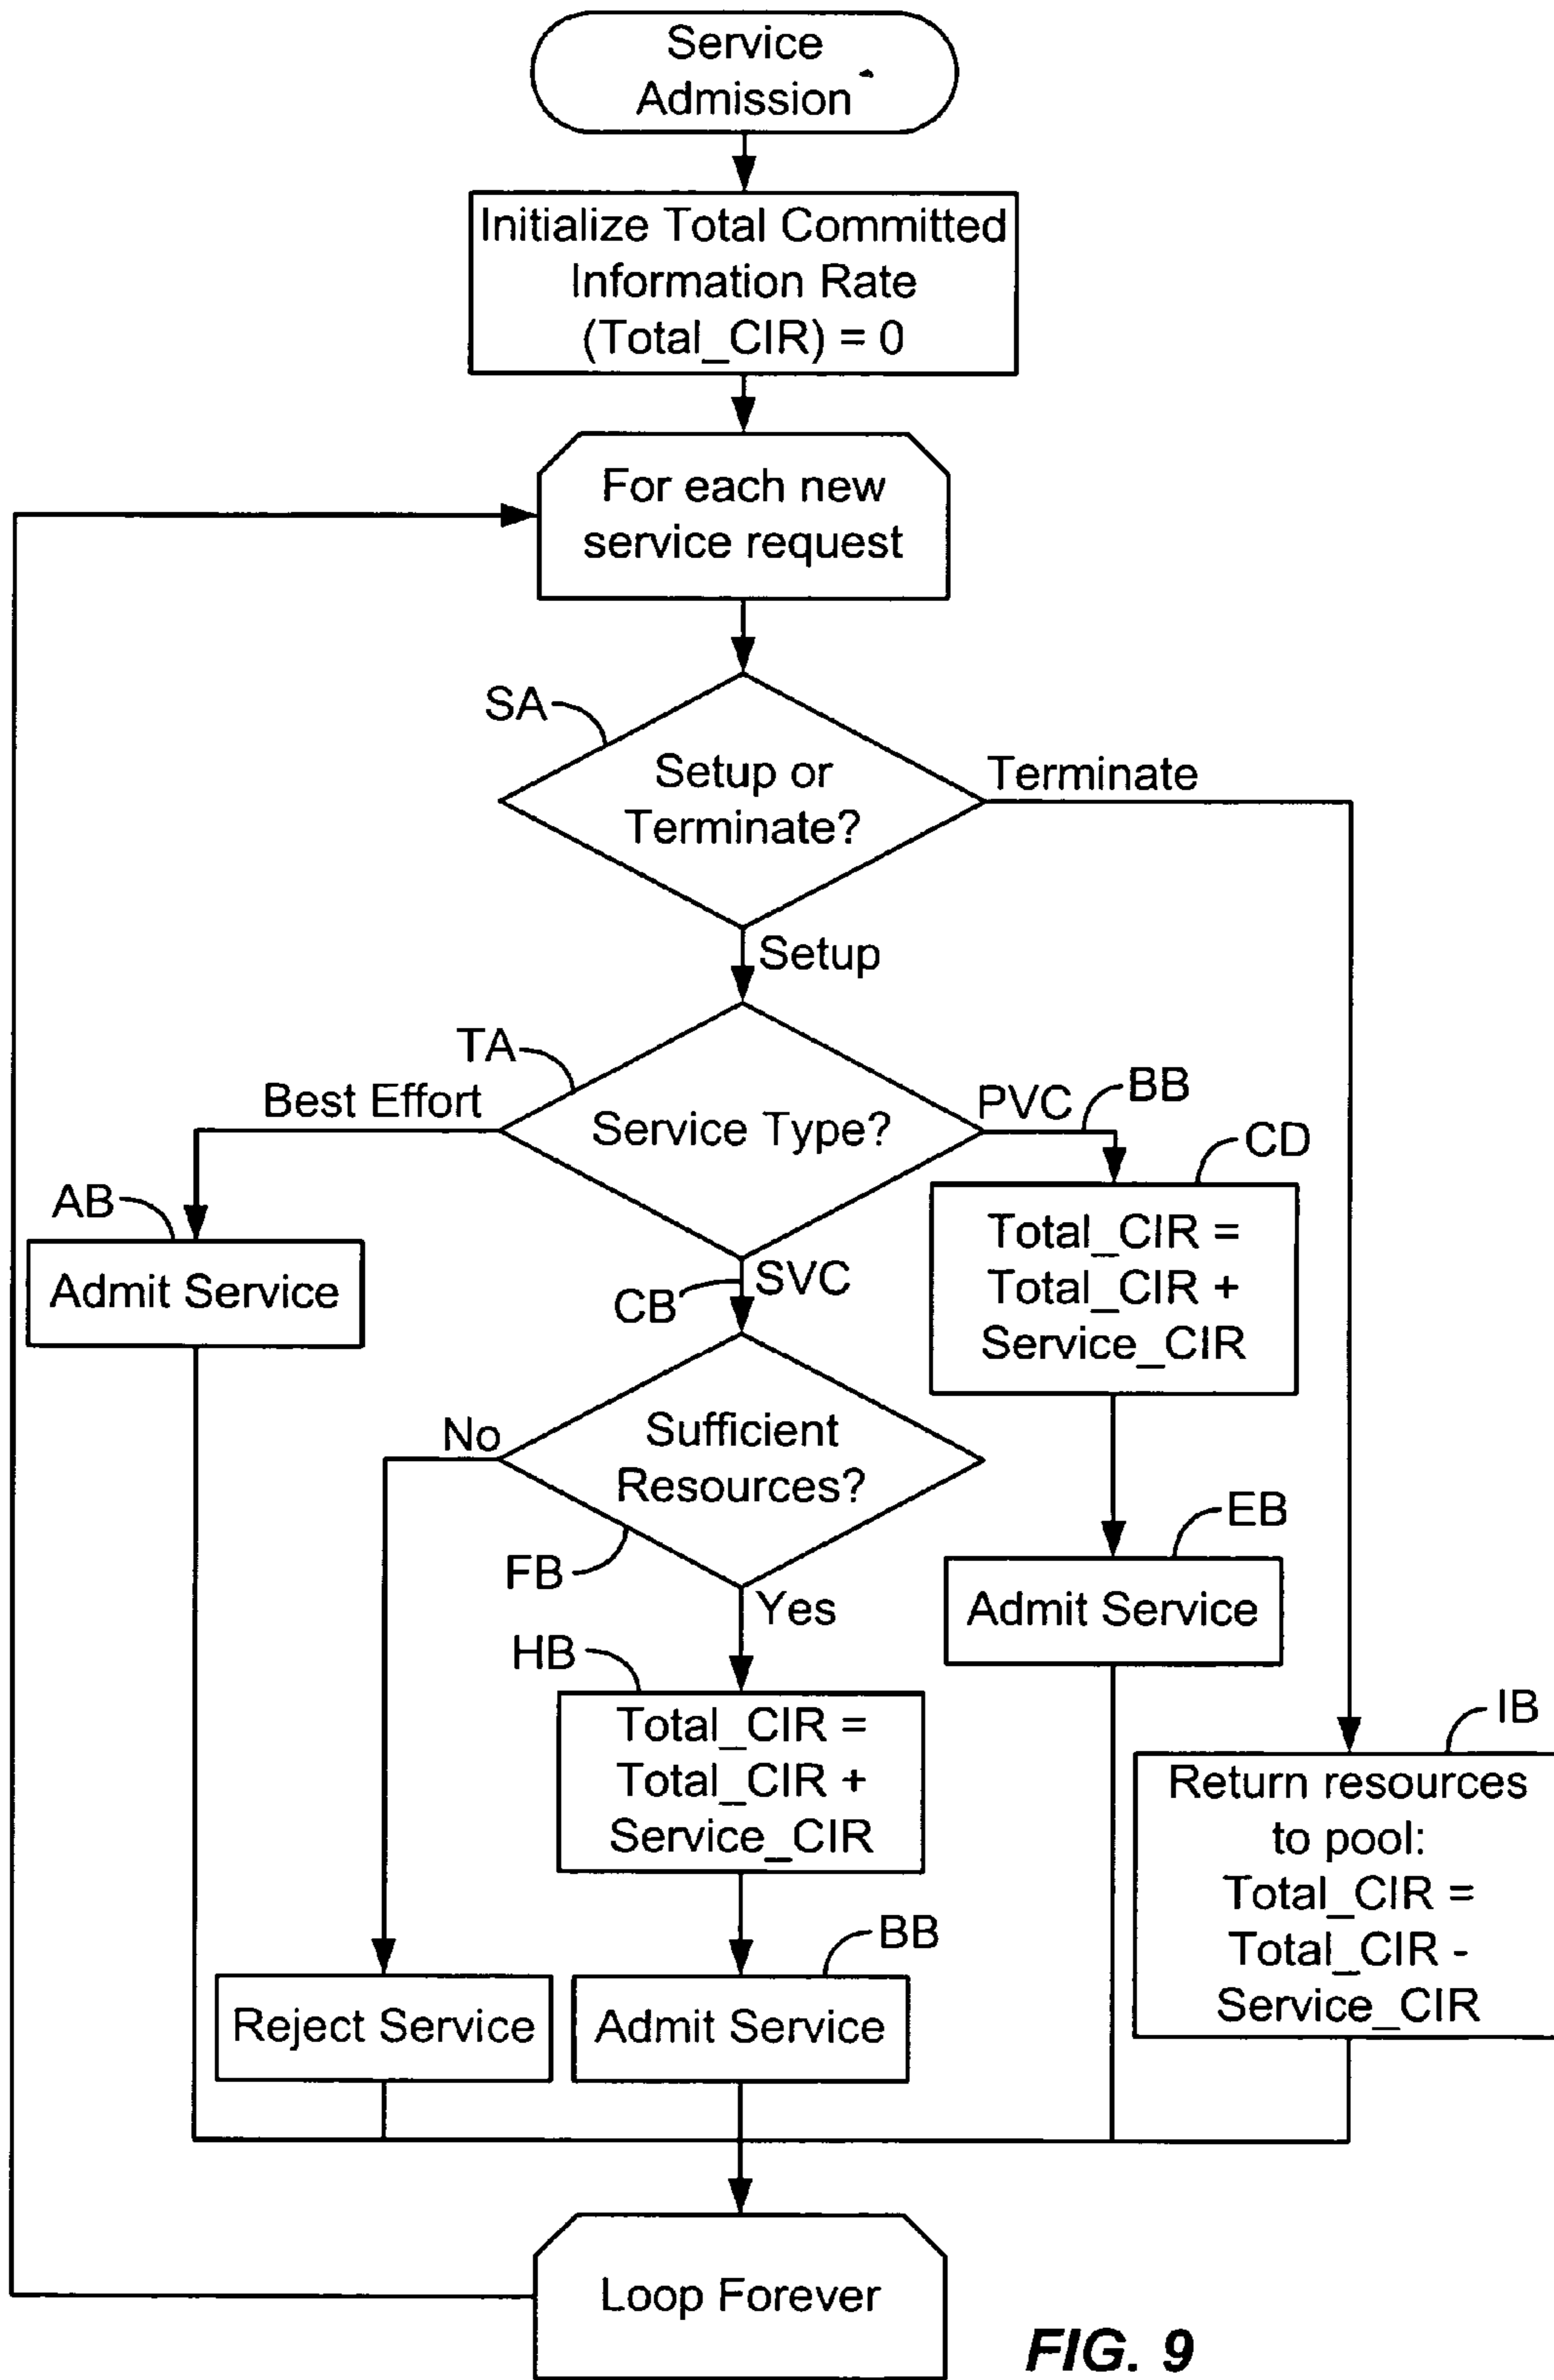 Service
Admission
Initialize Total Committed
Information Rate
(Total_CIR) = 0
For each new
service request
SA
Setup or
Terminate?
Terminate
Setup
TA
Best Effort
Service Type?
PVC
BB
CD
AB
Admit Service
CB
SVC
Total_CIR =
Total_CIR +
Service_CIR
No
Sufficient
Resources?
FB
Yes
EB
Admit Service
HB
Total_CIR =
Total_CIR +
Service_CIR
IB
Return resources
to pool:
Total_CIR =
Total_CIR -
Service_CIR
BB
Reject Service
Admit Service
Loop Forever
FIG. 9